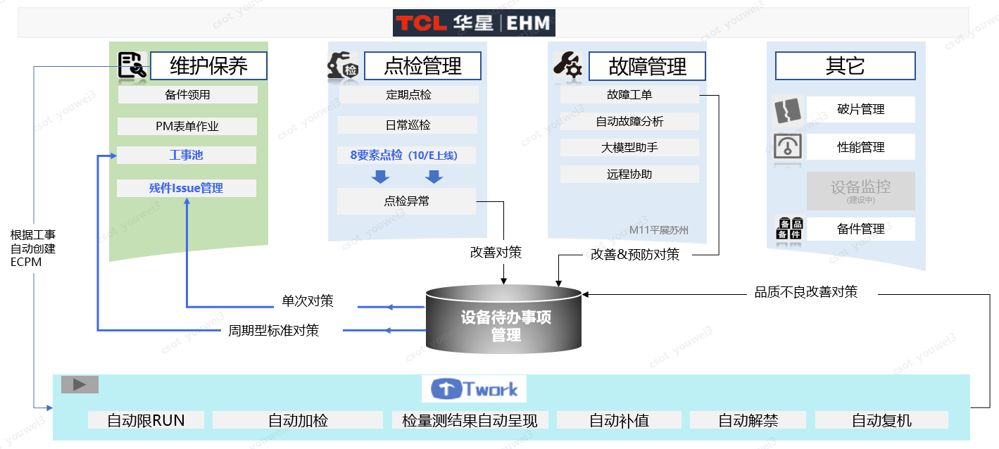 TCL 华星 | EHM
维护保养
备件领用
PM表单作业
工事池
残件Issue管理
检
点检管理
定期点检
日常巡检
8要素点检（10/E上线）
点检异常
故障管理
故障工单
自动故障分析
大模型助手
远程协助
M11平展苏州
其它
破片管理
性能管理
设备监控
(建设中)
备品
备件
备件管理
根据工事
自动创建
ECPM
改善对策
改善&预防对策
品质不良改善对策
单次对策
周期型标准对策
设备待办事项
管理
Twork
自动限RUN
自动加检
检量测结果自动呈现
自动补值
自动解禁
自动复机
csot youwei3